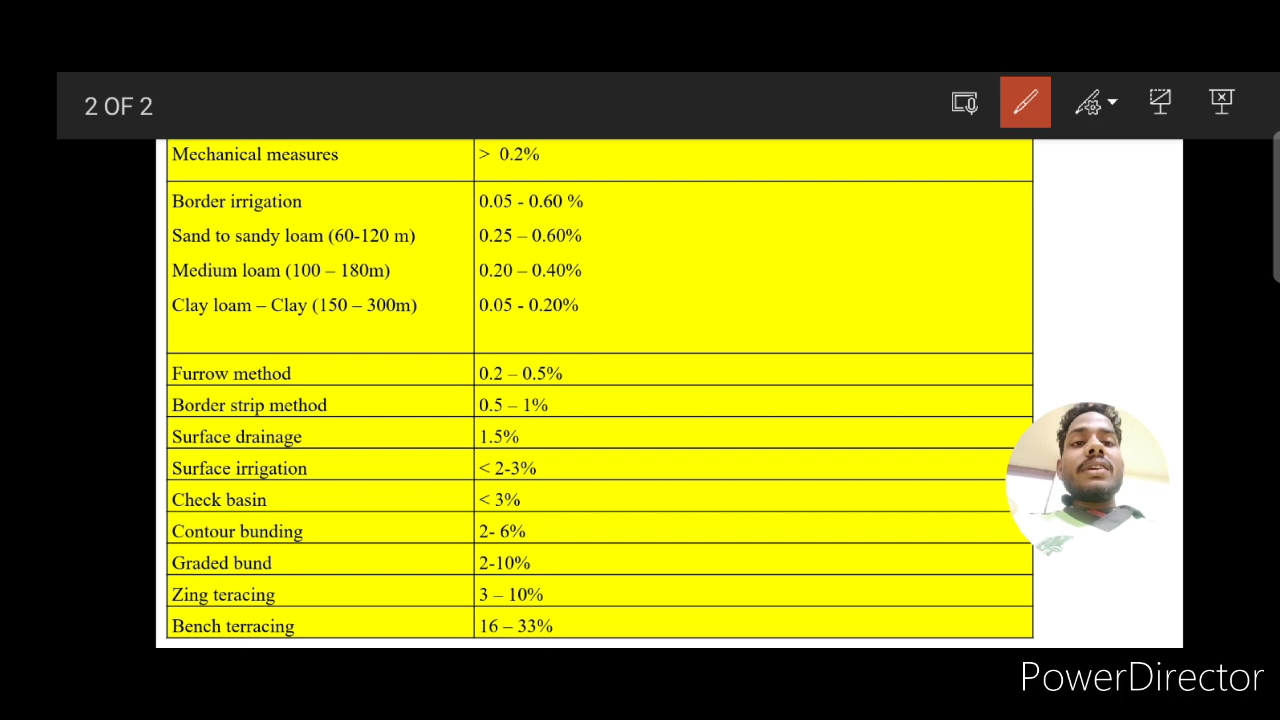 2 OF 2
Mechanical measures > 0.2%
Border irrigation 0.05 - 0.60 %
Sand to sandy loam (60-120 m) 0.25 – 0.60%
Medium loam (100 – 180m) 0.20 – 0.40%
Clay loam – Clay (150 – 300m) 0.05 - 0.20%
Furrow method 0.2 – 0.5%
Border strip method 0.5 – 1%
Surface drainage 1.5%
Surface irrigation < 2-3%
Check basin < 3%
Contour bunding 2- 6%
Graded bund 2-10%
Zing teracing 3 – 10%
Bench terracing 16 – 33%
PowerDirector